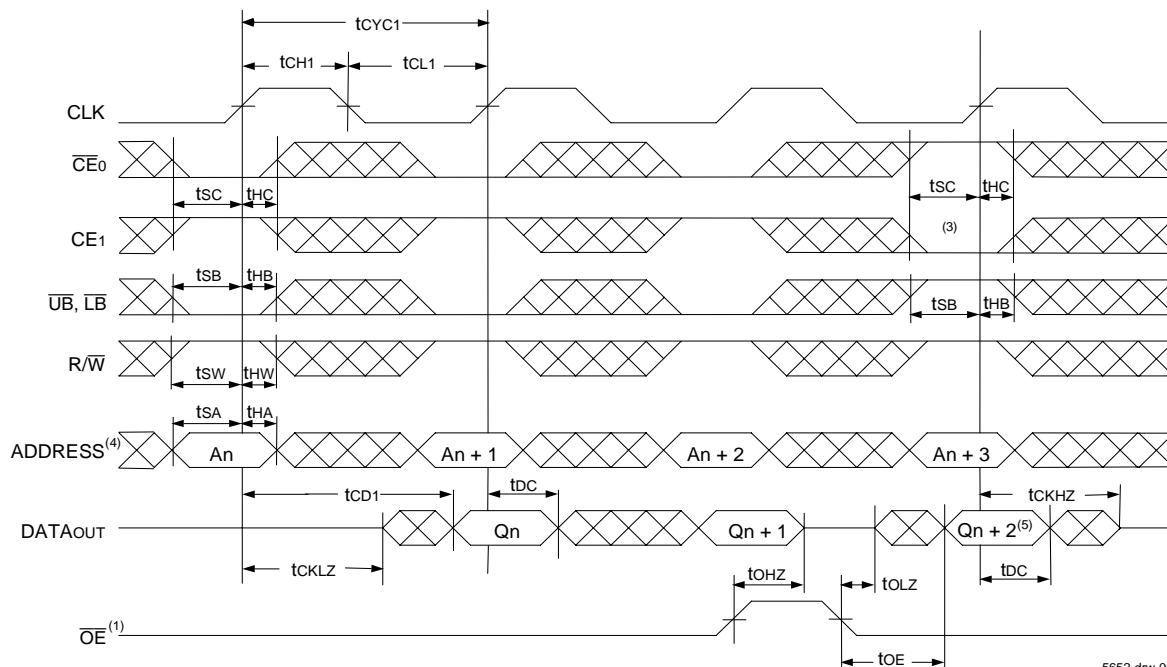 tCYC1
tCH1 tCL1
CLK
CE0
tSC tHC tSC tHC
CE1 (3)
tSB tHB
UB, LB tSB tHB
R/W
tSW tHW
tSA tHA
ADDRESS(4) An An + 1 An + 2 An + 3
tCD1 tDC tCKHZ
DATAOUT Qn Qn + 1 Qn + 2(5)
tCKLZ tOHZ tOLZ tDC
OE(1)
tOE